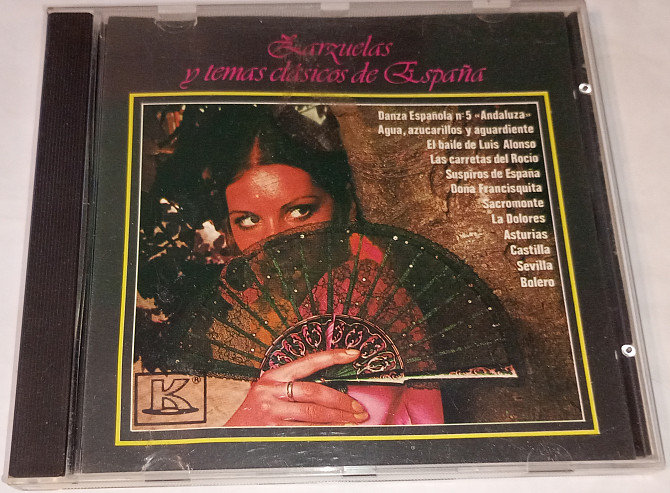 Zarzuelas
y temas clásicos de España
Danza Española nº 5 «Andaluza»
Agua, azucarillos y aguardiente
El baile de Luis Alonso
Las carretas del Rocio
Suspiros de España
Doña Francisquita
Sacromonte
La Dolores
Asturias
Castilla
Sevilla
Bolero
K®